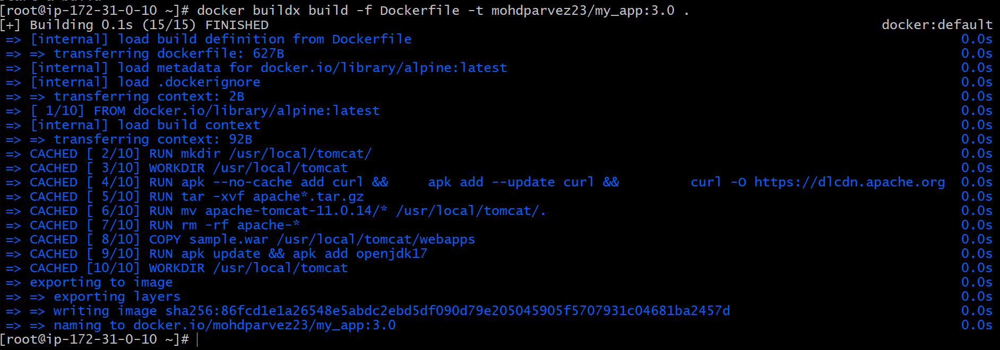 [root@ip-172-31-0-10 ~]# docker buildx build -f Dockerfile -t mohdparvez23/my_app:3.0 .
[+] Building 0.1s (15/15) FINISHED docker:default
=> [internal] load build definition from Dockerfile 0.0s
=> => transferring dockerfile: 627B 0.0s
=> [internal] load metadata for docker.io/library/alpine:latest 0.0s
=> [internal] load .dockerignore 0.0s
=> => transferring context: 2B 0.0s
=> [ 1/10] FROM docker.io/library/alpine:latest 0.0s
=> [internal] load build context 0.0s
=> => transferring context: 92B 0.0s
=> CACHED [ 2/10] RUN mkdir /usr/local/tomcat/ 0.0s
=> CACHED [ 3/10] WORKDIR /usr/local/tomcat 0.0s
=> CACHED [ 4/10] RUN apk --no-cache add curl &&     apk add --update curl &&         curl -O https://dlcdn.apache.org 0.0s
=> CACHED [ 5/10] RUN tar -xvf apache*.tar.gz 0.0s
=> CACHED [ 6/10] RUN mv apache-tomcat-11.0.14/* /usr/local/tomcat/. 0.0s
=> CACHED [ 7/10] RUN rm -rf apache-* 0.0s
=> CACHED [ 8/10] COPY sample.war /usr/local/tomcat/webapps 0.0s
=> CACHED [ 9/10] RUN apk update && apk add openjdk17 0.0s
=> CACHED [10/10] WORKDIR /usr/local/tomcat 0.0s
=> exporting to image 0.0s
=> => exporting layers 0.0s
=> => writing image sha256:86fcd1e1a26548e5abdc2ebd5df090d79e205045905f5707931c04681ba2457d 0.0s
=> => naming to docker.io/mohdparvez23/my_app:3.0 0.0s
[root@ip-172-31-0-10 ~]#